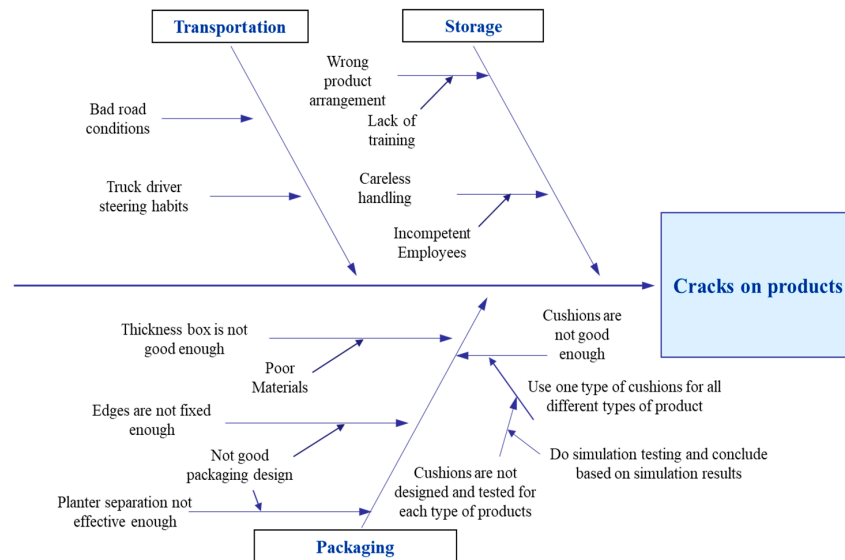 Transportation
Storage
Wrong
product
arrangement
Lack of
training
Bad road
conditions
Truck driver
steering habits
Careless
handling
Incompetent
Employees
Cracks on products
Thickness box is not
good enough
Poor
Materials
Cushions are
not good
enough
Use one type of cushions for all
different types of product
Edges are not fixed
enough
Not good
packaging design
Do simulation testing and conclude
based on simulation results
Cushions are not
designed and tested for
each type of products
Planter separation not
effective enough
Packaging